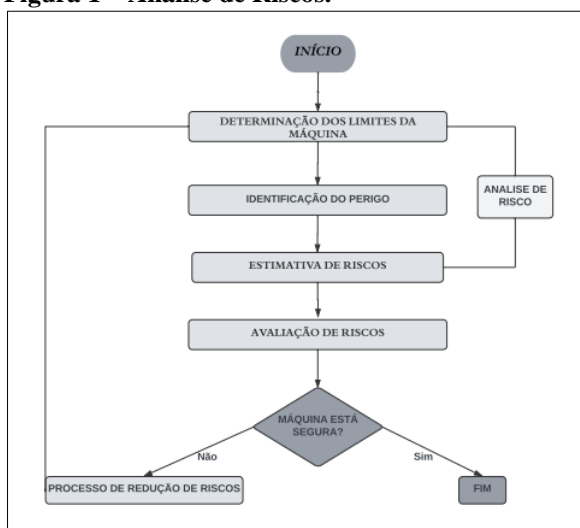 Figura 1 – Análise de Riscos.
INÍCIO
DETERMINAÇÃO DOS LIMITES DA
MÁQUINA
IDENTIFICAÇÃO DO PERIGO
ANALISE DE
RISCO
ESTIMATIVA DE RISCOS
AVALIAÇÃO DE RISCOS
MÁQUINA ESTÁ
SEGURA?
Não
Sim
PROCESSO DE REDUÇÃO DE RISCOS
FIM